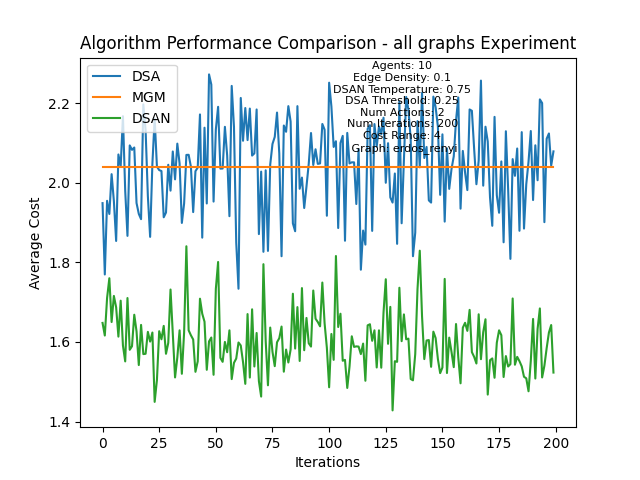 Algorithm Performance Comparison - all graphs Experiment
DSA
MGM
DSAN
Agents: 10
Edge Density: 0.1
DSAN Temperature: 0.75
DSA Threshold: 0.25
Num Actions: 2
Num Iterations: 200
Cost Range: 4
Graph: erdos_renyi
Average Cost
2.2
2.0
1.8
1.6
1.4
0
25
50
75
100
125
150
175
200
Iterations